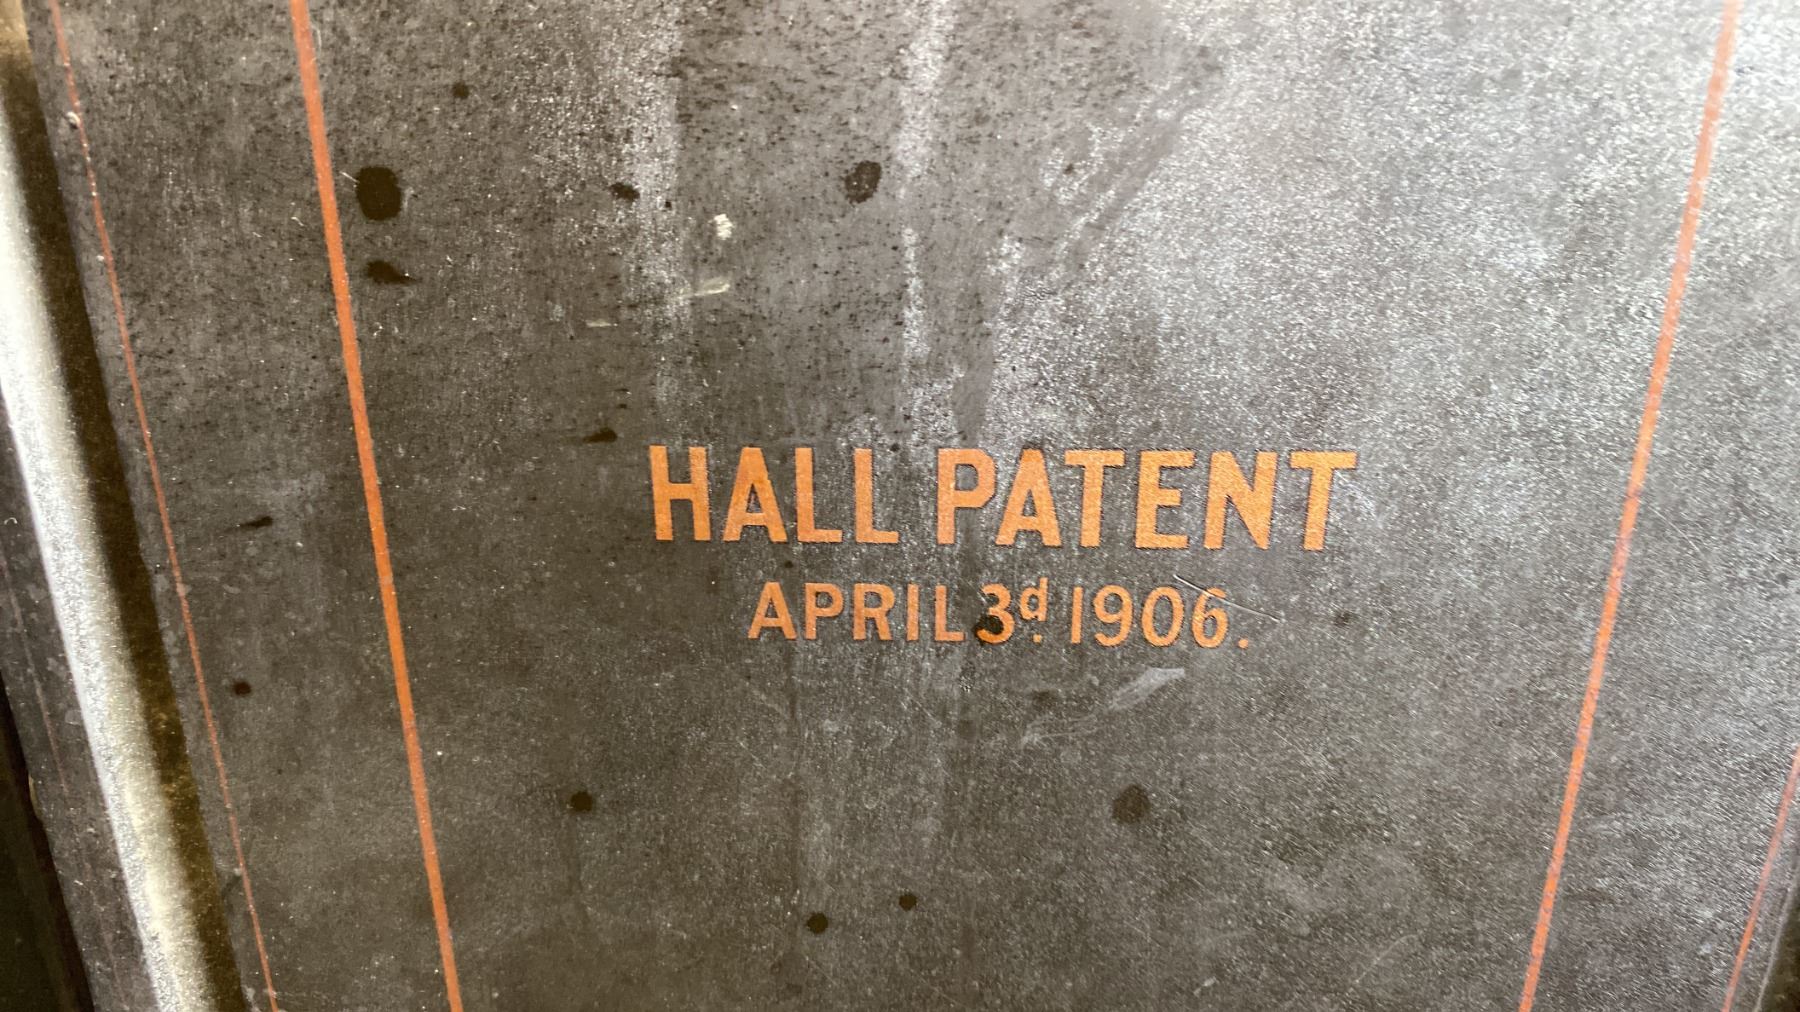 HALL PATENT
APRIL 3d. 1906.